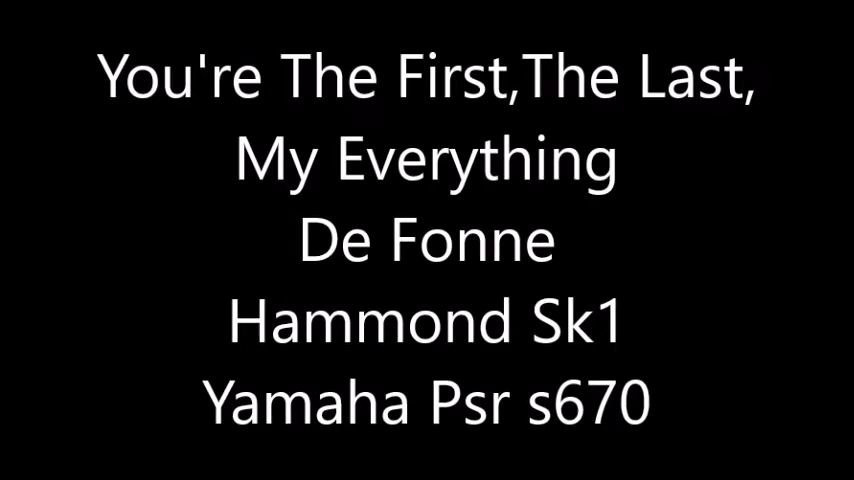 You're The First,The Last,
My Everything
De Fonne
Hammond Sk1
Yamaha Psr s670